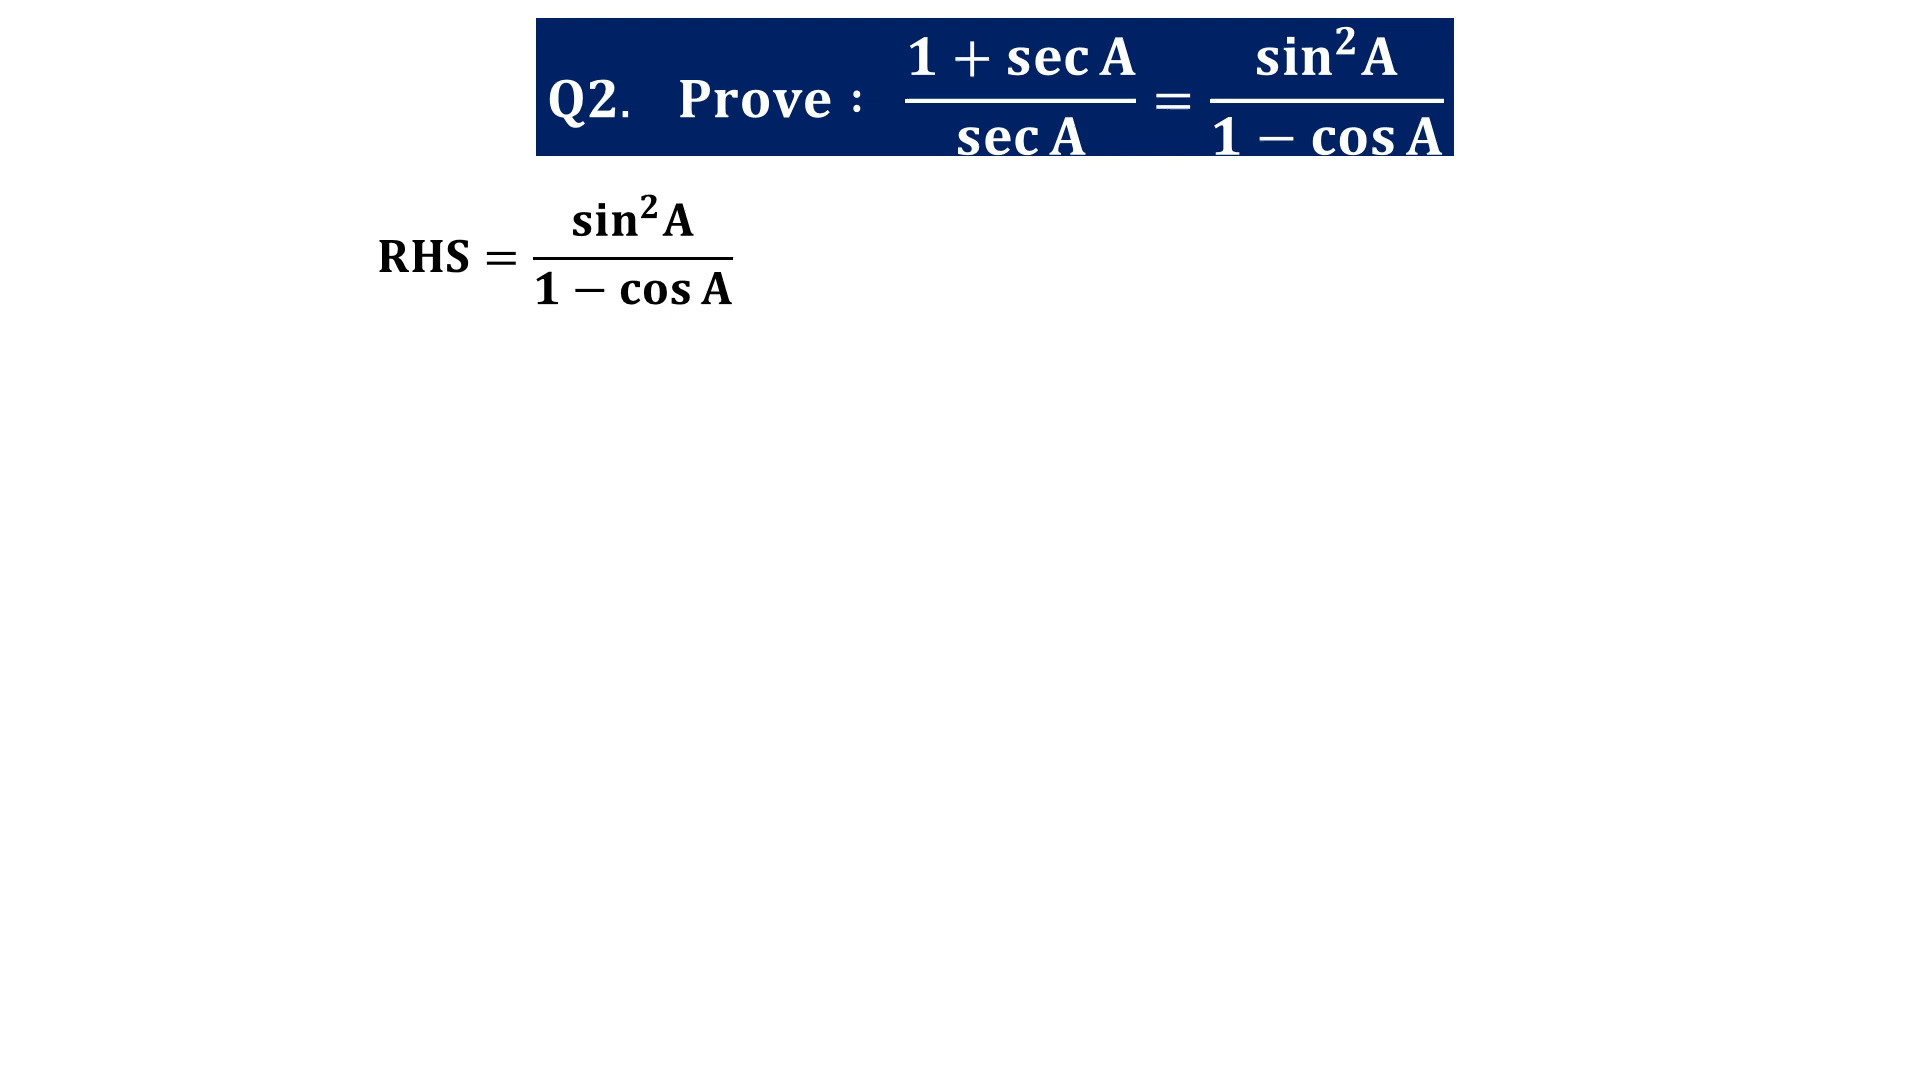 Q2. Prove : (1 + sec A)/(sec A) = (sin²A)/(1 − cos A)
RHS = (sin²A)/(1 − cos A)